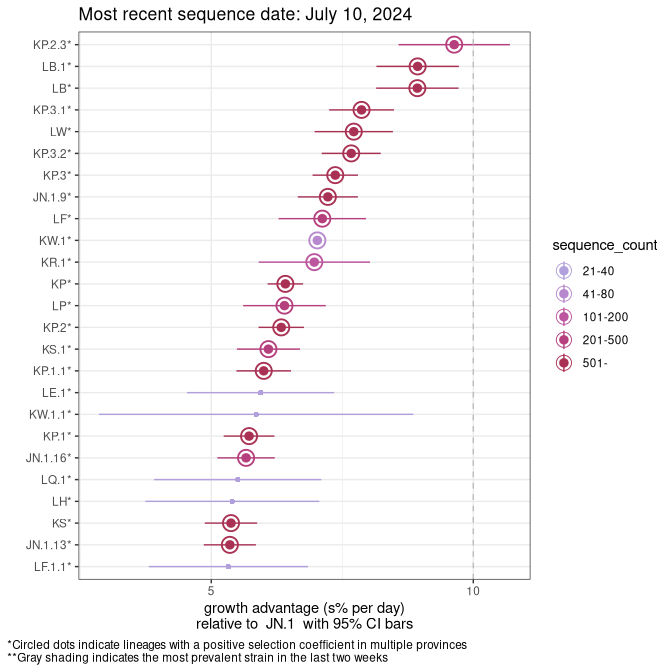 Most recent sequence date: July 10, 2024
KP.2.3*
LB.1*
LB*
KP.3.1*
LW*
KP.3.2*
KP.3*
JN.1.9*
LF*
KW.1*
KR.1*
KP*
LP*
KP.2*
KS.1*
KP.1.1*
LE.1*
KW.1.1*
KP.1*
JN.1.16*
LQ.1*
LH*
KS*
JN.1.13*
LF.1.1*
5 10
growth advantage (s% per day)
relative to JN.1 with 95% CI bars
sequence_count
21-40
41-80
101-200
201-500
501-
*Circled dots indicate lineages with a positive selection coefficient in multiple provinces
**Gray shading indicates the most prevalent strain in the last two weeks